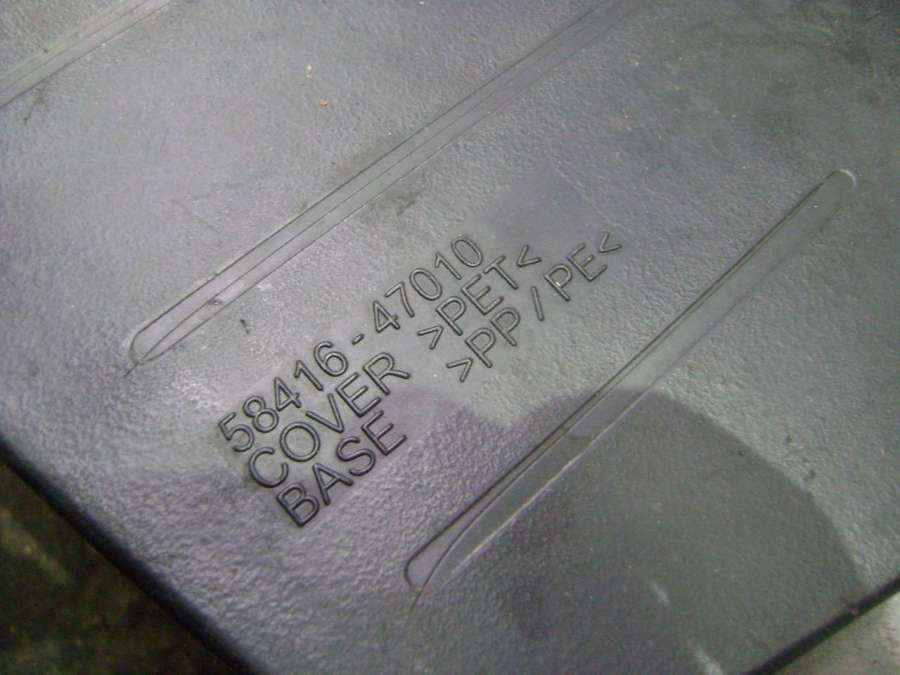 58416-47010
COVER >PET<
BASE >PP/PE<